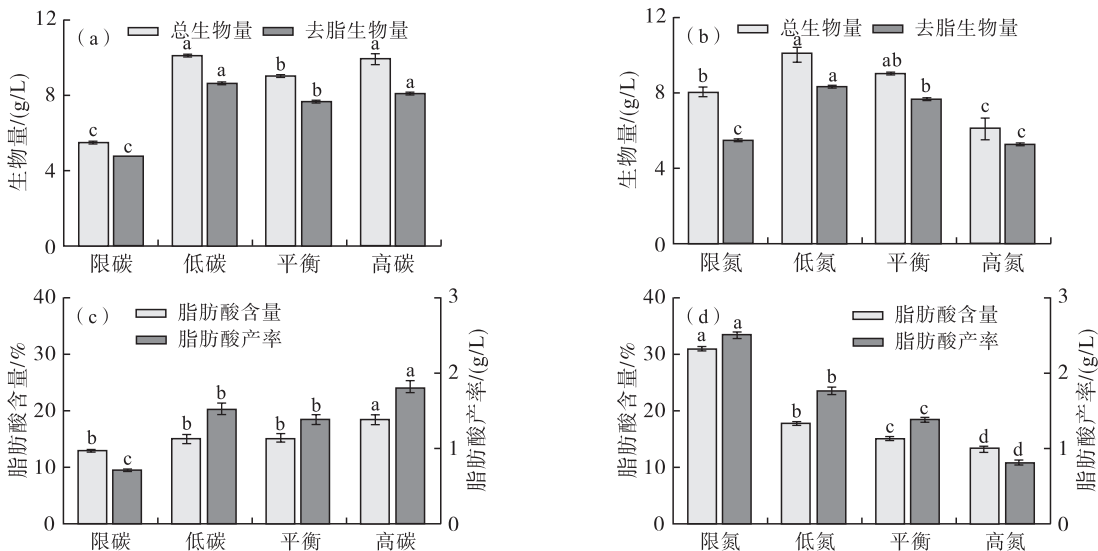 12
(a)
总生物量
去脂生物量
a
a
a
a
b
b
c
c
8
4
0
生物量/(g/L)
限碳
低碳
平衡
高碳
12
(b)
总生物量
去脂生物量
a
a
ab
b
b
c
c
c
8
4
0
生物量/(g/L)
限氮
低氮
平衡
高氮
40
(c)
脂肪酸含量
脂肪酸产率
3
30
2
20
1
10
0
0
b
c
b
b
b
b
a
a
脂肪酸含量/%
脂肪酸产率/(g/L)
限碳
低碳
平衡
高碳
40
(d)
脂肪酸含量
脂肪酸产率
3
30
2
20
1
10
0
0
a
a
b
b
c
c
d
d
脂肪酸含量/%
脂肪酸产率/(g/L)
限氮
低氮
平衡
高氮